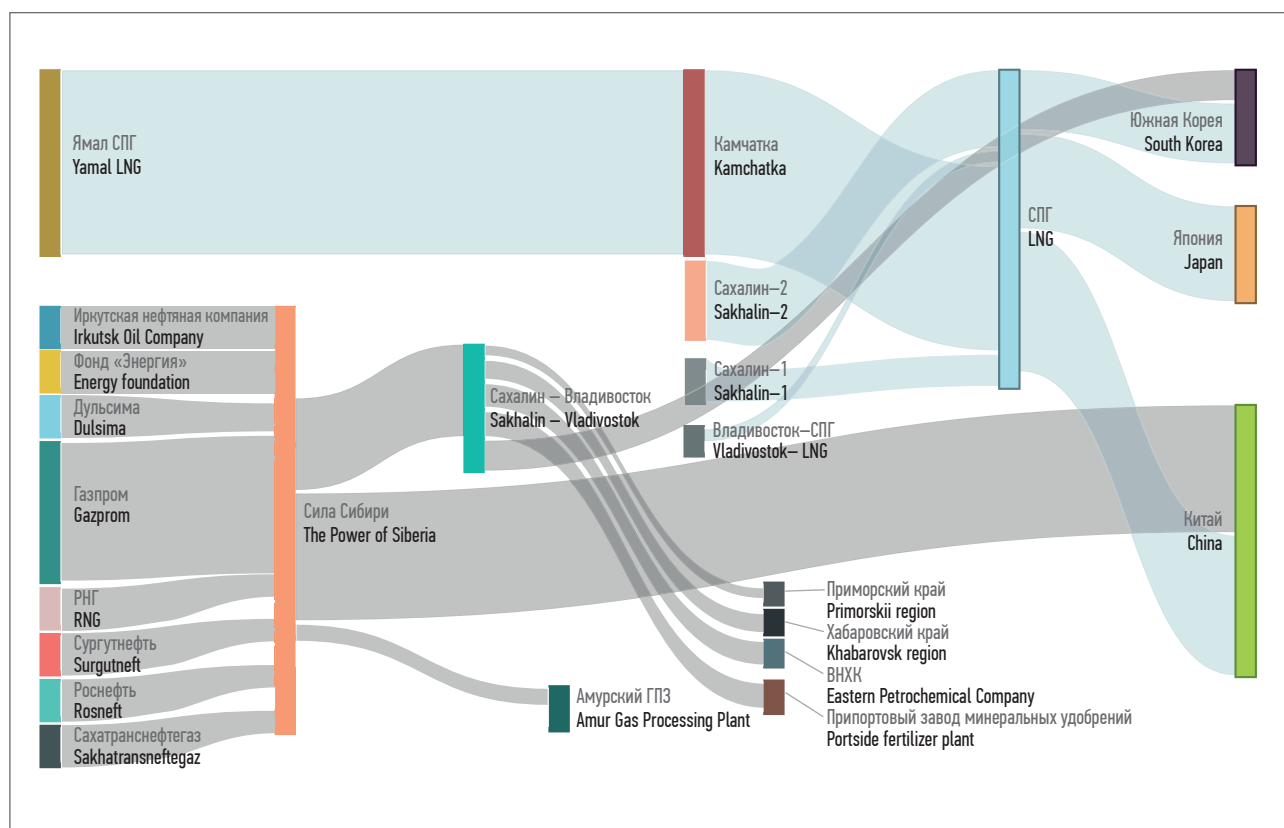 Ямал СПГ
Yamal LNG
Камчатка
Kamchatka
Южная Корея
South Korea
СПГ
LNG
Япония
Japan
Сахалин–2
Sakhalin–2
Иркутская нефтяная компания
Irkutsk Oil Company
Фонд «Энергия»
Energy foundation
Дульсима
Dulsima
Сахалин – Владивосток
Sakhalin – Vladivostok
Сахалин–1
Sakhalin–1
Владивосток–СПГ
Vladivostok– LNG
Газпром
Gazprom
Сила Сибири
The Power of Siberia
Китай
China
РНГ
RNG
Сургутнефть
Surgutneft
Роснефть
Rosneft
Сахатранснефтегаз
Sakhatransneftegaz
Амурский ГПЗ
Amur Gas Processing Plant
Приморский край
Primorskii region
Хабаровский край
Khabarovsk region
ВНХК
Eastern Petrochemical Company
Припортовый завод минеральных удобрений
Portside fertilizer plant